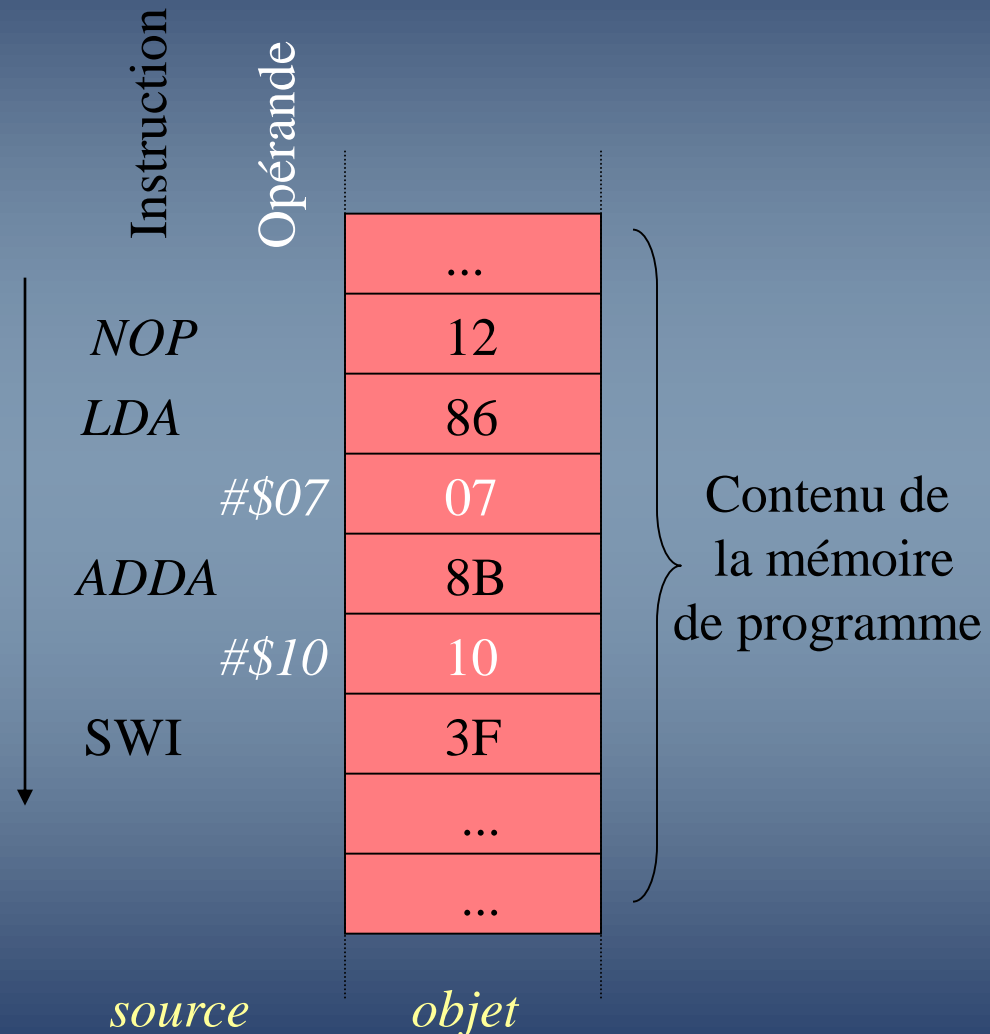 Instruction
Opérande
...
NOP 12
LDA 86
#$07 07
ADDA 8B
#$10 10
SWI 3F
...
...
Contenu de
la mémoire
de programme
source objet